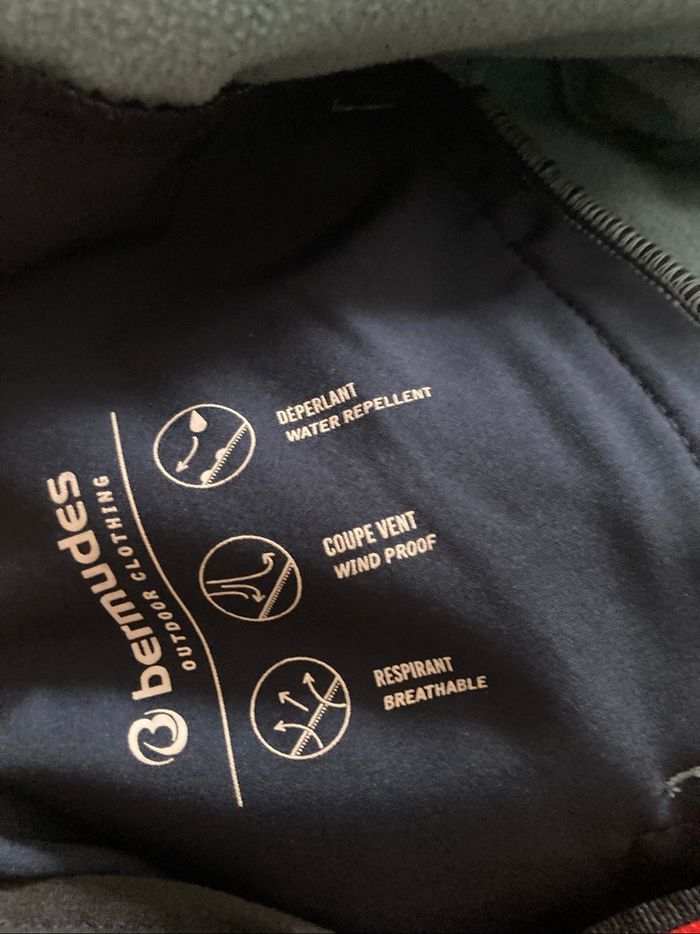 bermudes
OUTDOOR CLOTHING
DÉPERLANT
WATER REPELLENT
COUPE VENT
WIND PROOF
RESPIRANT
BREATHABLE